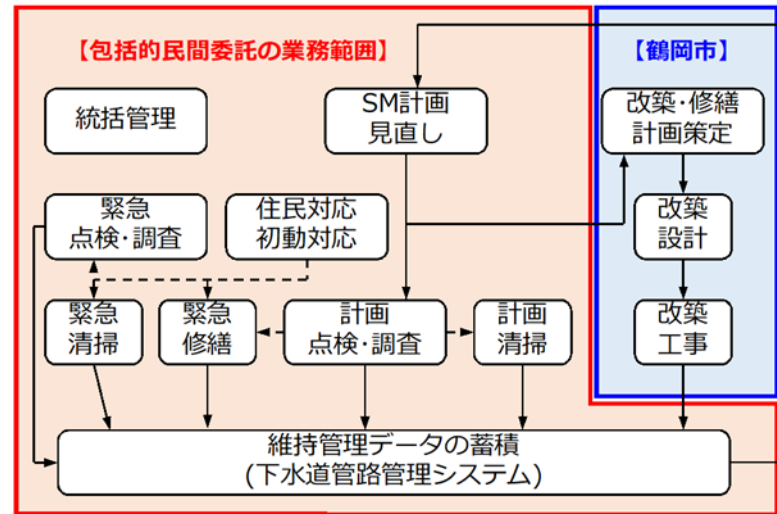 【包括的民間委託の業務範囲】
【鶴岡市】
統括管理
SM計画
見直し
改築・修繕
計画策定
緊急
点検・調査
住民対応
初動対応
改築
設計
緊急
清掃
緊急
修繕
計画
点検・調査
計画
清掃
改築
工事
維持管理データの蓄積
(下水道管路管理システム)